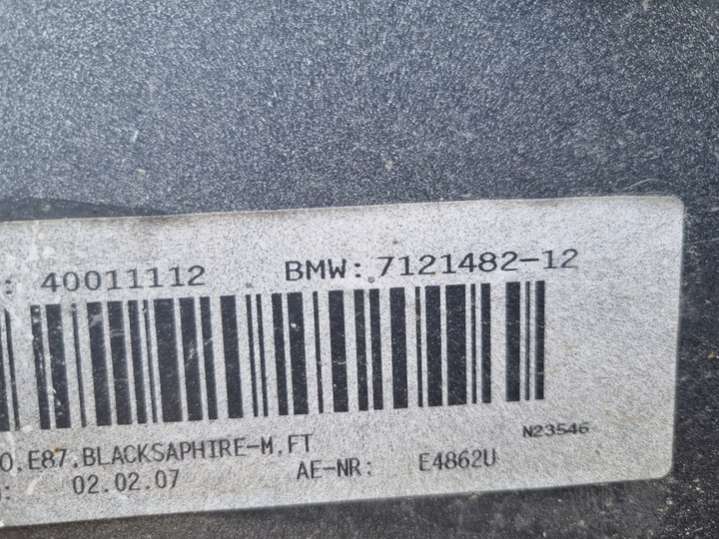 : 40011112 BMW: 7121482-12
N23546
O,E87,BLACKSAPHIRE-M,FT
: 02.02.07 AE-NR: E4862U